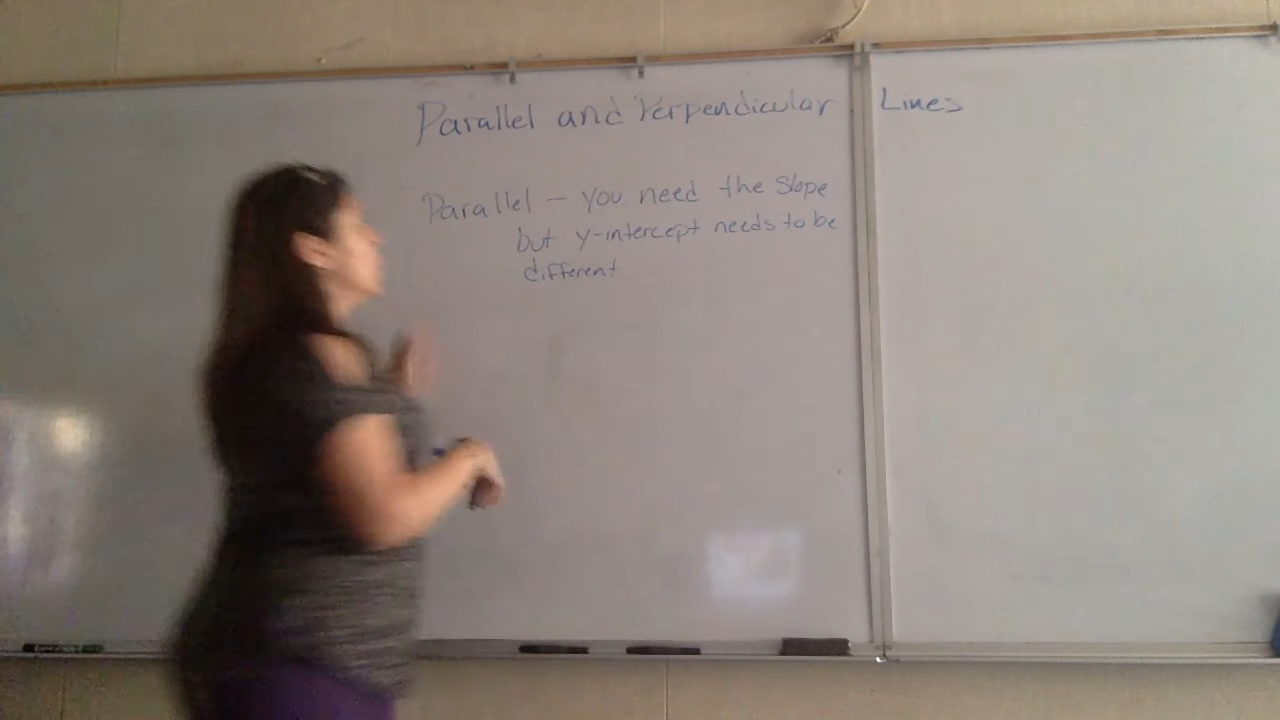 Parallel and Perpendicular Lines
Parallel – you need the slope
but y-intercept needs to be
different.